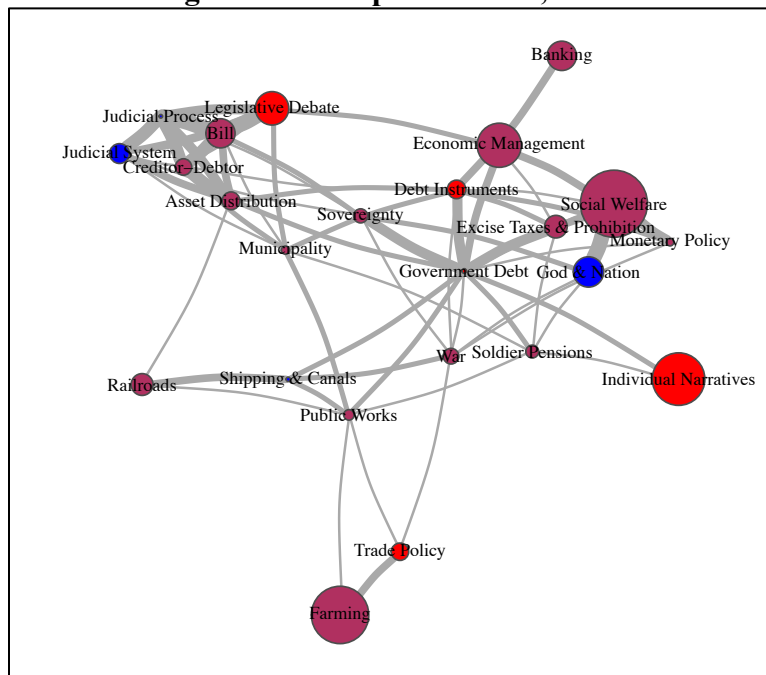 Banking
Legislative Debate
Judicial Process
Bill
Economic Management
Judicial System
Creditor–Debtor
Debt Instruments
Asset Distribution
Social Welfare
Sovereignty
Excise Taxes & Prohibition
Municipality
Monetary Policy
Government Debt
God & Nation
War
Soldier Pensions
Railroads
Shipping & Canals
Individual Narratives
Public Works
Trade Policy
Farming